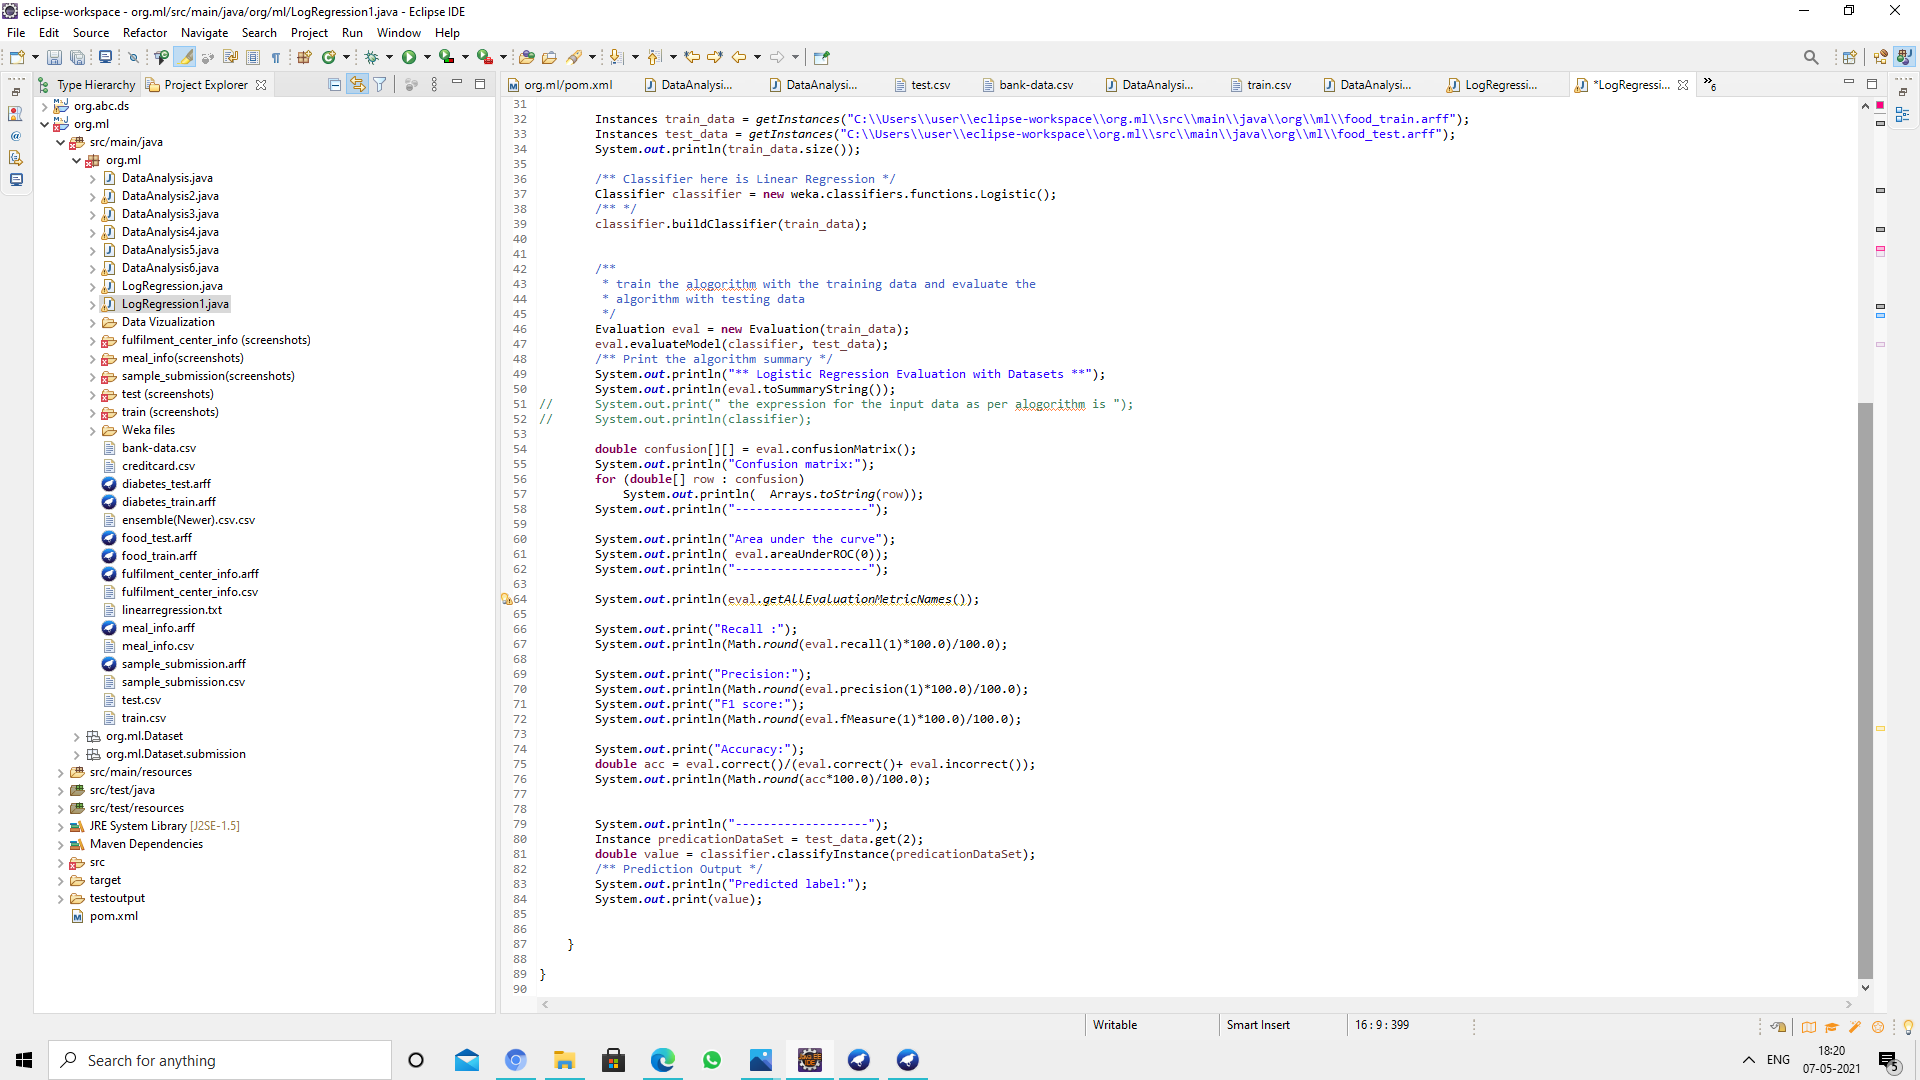 eclipse-workspace - org.ml/src/main/java/org/ml/LogRegression1.java - Eclipse IDE
File Edit Source Refactor Navigate Search Project Run Window Help
Type Hierarchy Project Explorer
org.ml/pom.xml DataAnalysi... DataAnalysi... test.csv bank-data.csv DataAnalysi... train.csv DataAnalysi... LogRegressi... *LogRegressi... »6
org.abc.ds
org.ml
src/main/java
org.ml
DataAnalysis.java
DataAnalysis2.java
DataAnalysis3.java
DataAnalysis4.java
DataAnalysis5.java
DataAnalysis6.java
LogRegression.java
LogRegression1.java
Data Vizualization
fulfilment_center_info (screenshots)
meal_info(screenshots)
sample_submission(screenshots)
test (screenshots)
train (screenshots)
Weka files
bank-data.csv
creditcard.csv
diabetes_test.arff
diabetes_train.arff
ensemble(Newer).csv.csv
food_test.arff
food_train.arff
fulfilment_center_info.arff
fulfilment_center_info.csv
linearregression.txt
meal_info.arff
meal_info.csv
sample_submission.arff
sample_submission.csv
test.csv
train.csv
org.ml.Dataset
org.ml.Dataset.submission
src/main/resources
src/test/java
src/test/resources
JRE System Library [J2SE-1.5]
Maven Dependencies
src
target
testoutput
pom.xml
31
32 Instances train_data = getInstances("C:\\Users\\user\\eclipse-workspace\\org.ml\\src\\main\\java\\org\\ml\\food_train.arff");
33 Instances test_data = getInstances("C:\\Users\\user\\eclipse-workspace\\org.ml\\src\\main\\java\\org\\ml\\food_test.arff");
34 System.out.println(train_data.size());
35
36 /** Classifier here is Linear Regression */
37 Classifier classifier = new weka.classifiers.functions.Logistic();
38 /** */
39 classifier.buildClassifier(train_data);
40
41
42 /**
43 * train the alogorithm with the training data and evaluate the
44 * algorithm with testing data
45 */
46 Evaluation eval = new Evaluation(train_data);
47 eval.evaluateModel(classifier, test_data);
48 /** Print the algorithm summary */
49 System.out.println("** Logistic Regression Evaluation with Datasets **");
50 System.out.println(eval.toSummaryString());
51 // System.out.print(" the expression for the input data as per alogorithm is ");
52 // System.out.println(classifier);
53
54 double confusion[][] = eval.confusionMatrix();
55 System.out.println("Confusion matrix:");
56 for (double[] row : confusion)
57 System.out.println( Arrays.toString(row));
58 System.out.println("-------------------");
59
60 System.out.println("Area under the curve");
61 System.out.println( eval.areaUnderROC(0));
62 System.out.println("-------------------");
63
64 System.out.println(eval.getAllEvaluationMetricNames());
65
66 System.out.print("Recall :");
67 System.out.println(Math.round(eval.recall(1)*100.0)/100.0);
68
69 System.out.print("Precision:");
70 System.out.println(Math.round(eval.precision(1)*100.0)/100.0);
71 System.out.print("F1 score:");
72 System.out.println(Math.round(eval.fMeasure(1)*100.0)/100.0);
73
74 System.out.print("Accuracy:");
75 double acc = eval.correct()/(eval.correct()+ eval.incorrect());
76 System.out.println(Math.round(acc*100.0)/100.0);
77
78
79 System.out.println("-------------------");
80 Instance predicationDataSet = test_data.get(2);
81 double value = classifier.classifyInstance(predicationDataSet);
82 /** Prediction Output */
83 System.out.println("Predicted label:");
84 System.out.print(value);
85
86
87 }
88
89 }
90
Writable Smart Insert 16 : 9 : 399
Search for anything
ENG
18:20
07-05-2021
5